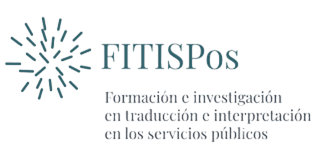 FITISPos
Formación e investigación
en traducción e interpretación
en los servicios públicos